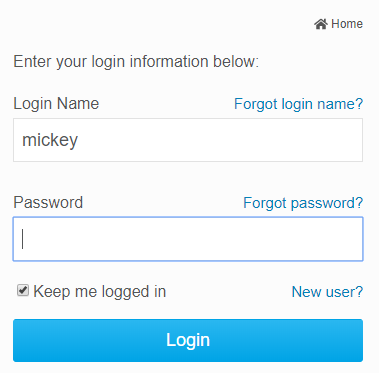 Home
Enter your login information below:
Login Name Forgot login name?
mickey
Password Forgot password?
Keep me logged in New user?
Login